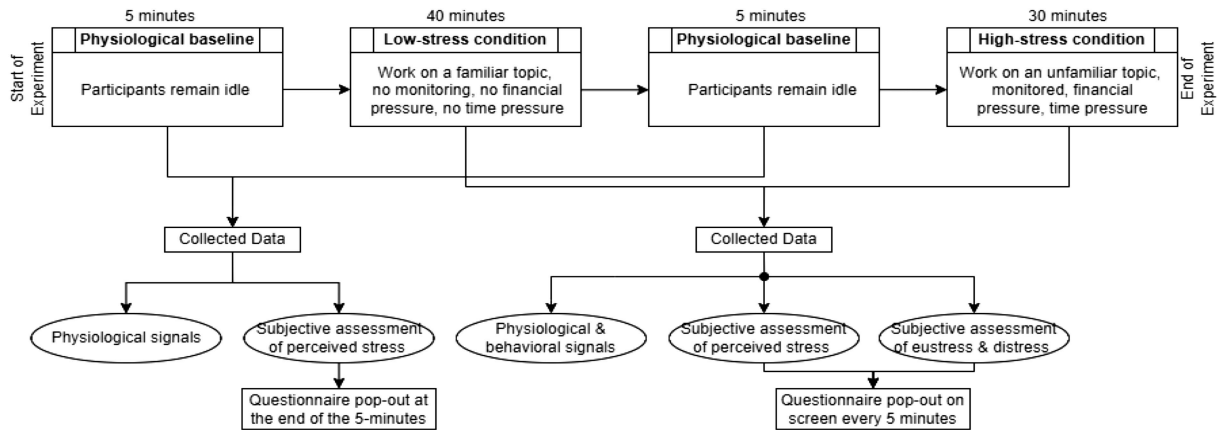 5 minutes
40 minutes
5 minutes
30 minutes
Start of
Experiment
Physiological baseline
Participants remain idle
Low-stress condition
Work on a familiar topic,
no monitoring, no financial
pressure, no time pressure
Physiological baseline
Participants remain idle
High-stress condition
Work on an unfamiliar topic,
monitored, financial
pressure, time pressure
End of
Experiment
Collected Data
Collected Data
Physiological signals
Subjective assessment
of perceived stress
Physiological &
behavioral signals
Subjective assessment
of perceived stress
Subjective assessment
of eustress & distress
Questionnaire pop-out at
the end of the 5-minutes
Questionnaire pop-out on
screen every 5 minutes